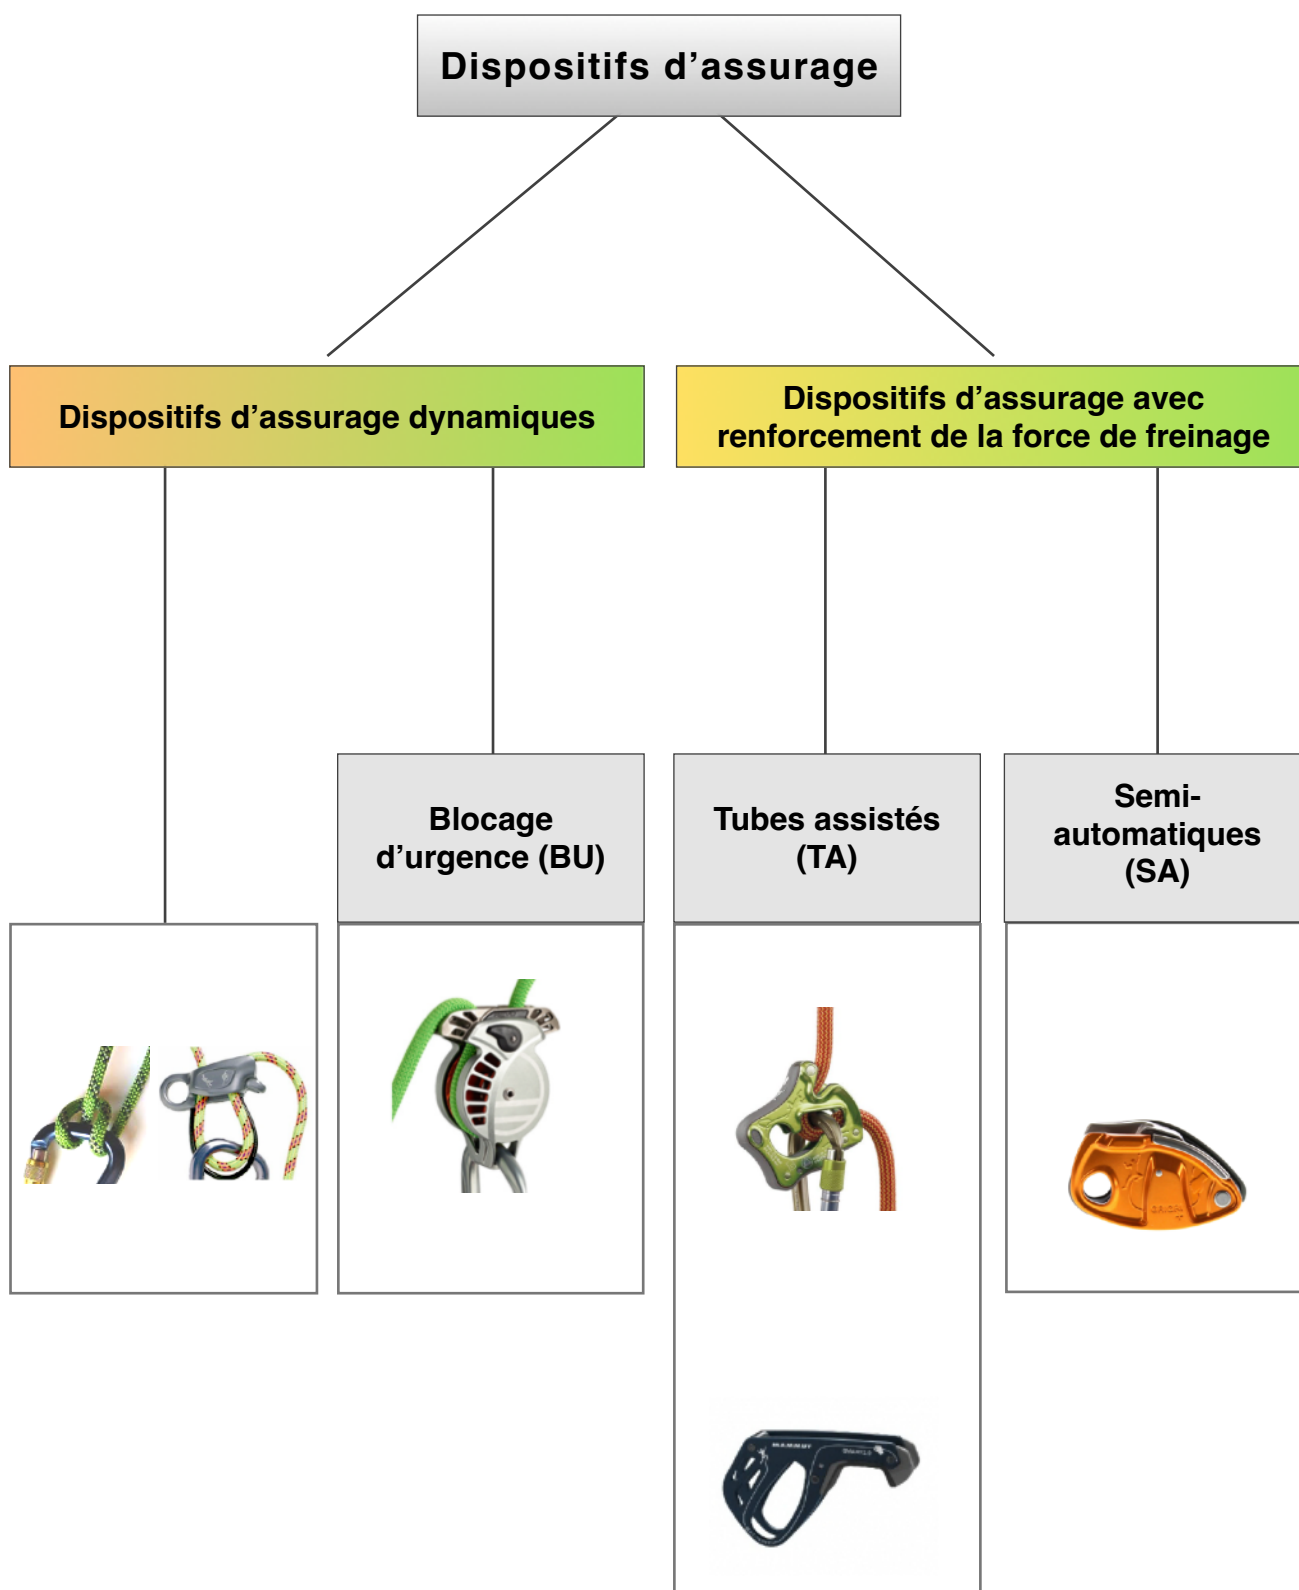 Dispositifs d’assurage
Dispositifs d’assurage dynamiques
Dispositifs d’assurage avec
renforcement de la force de freinage
Blocage
d’urgence (BU)
Tubes assistés
(TA)
Semi-
automatiques
(SA)
MAMMUT